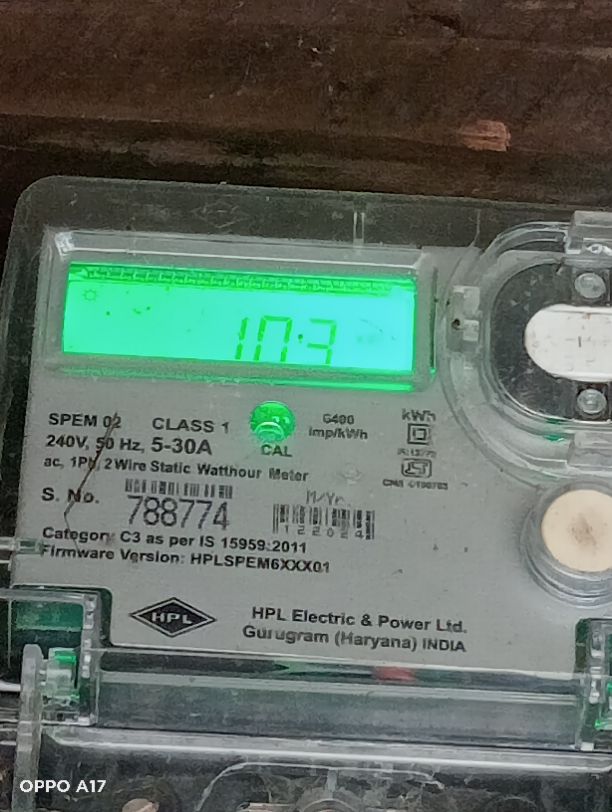 10.3
SPEM 02 CLASS 1
6400
imp/kWh
kWh
240V, 50 Hz, 5-30A
CAL
ac, 1Ph, 2 Wire Static Watthour Meter
S. No.
788774
M/Yr.
122024
Category C3 as per IS 15959:2011
Firmware Version: HPLSPEM6XXX01
HPL
HPL Electric & Power Ltd.
Gurugram (Haryana) INDIA
OPPO A17